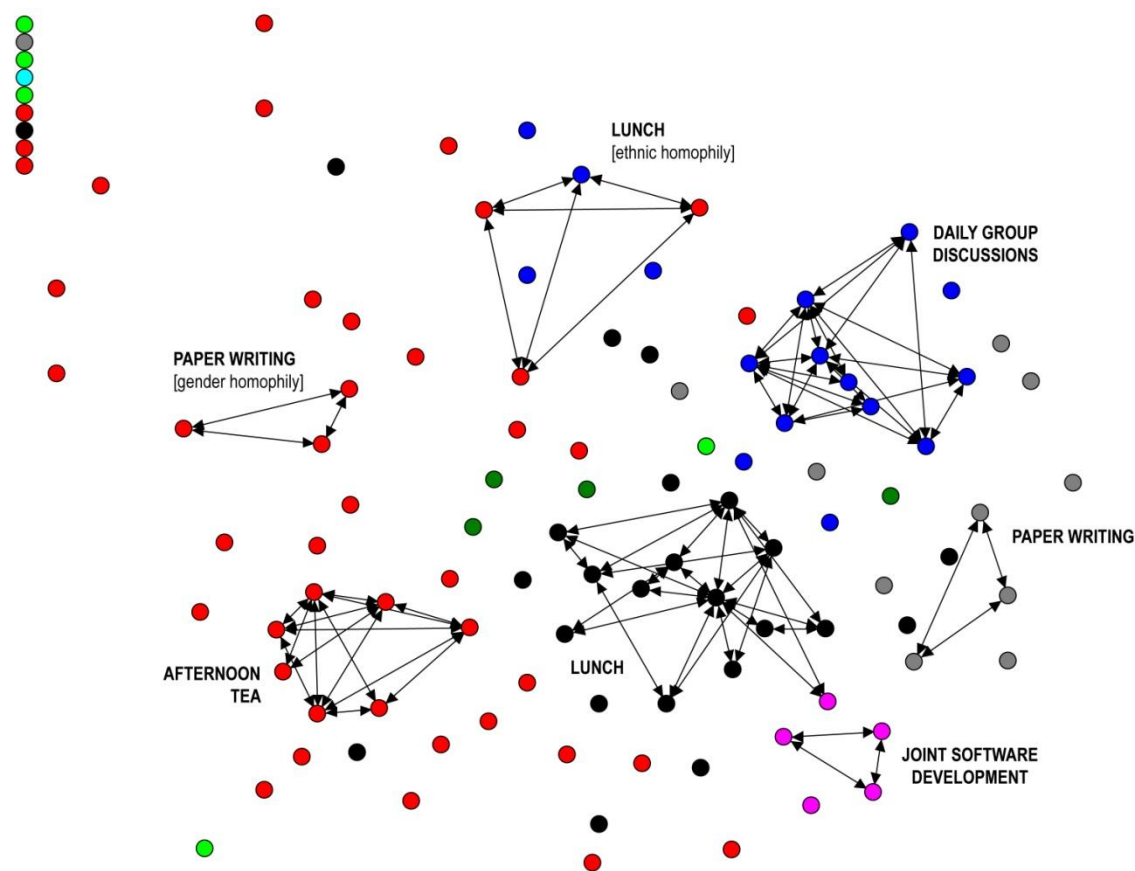 LUNCH
[ethnic homophily]
DAILY GROUP
DISCUSSIONS
PAPER WRITING
[gender homophily]
PAPER WRITING
AFTERNOON
TEA
LUNCH
JOINT SOFTWARE
DEVELOPMENT